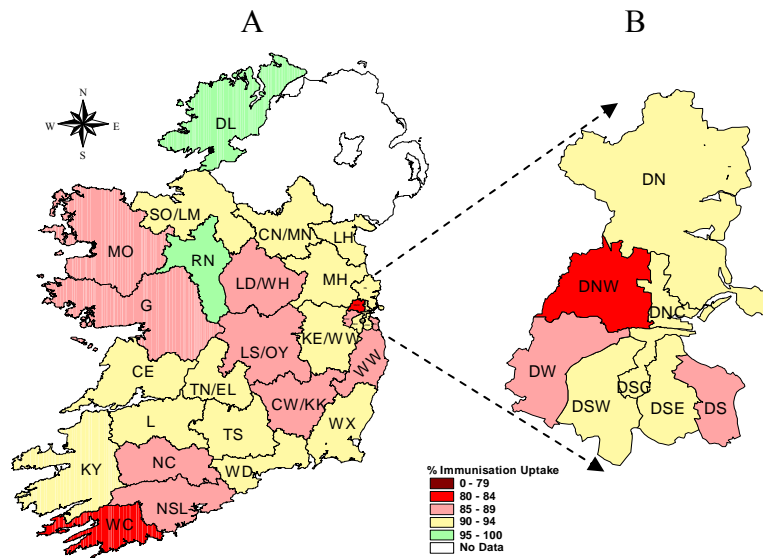 A
B
N
W E
S
DL
SO/LM
CN/MN
LH
MO
RN
LD/WH
MH
G
LS/OY
KE/WW
WW
CE
TN/EL
CW/KK
L
TS
WX
KY
NC
WD
NSL
WC
DN
DNW
DNC
DW
DSC
DSW
DSE
DS
% Immunisation Uptake
0 - 79
80 - 84
85 - 89
90 - 94
95 - 100
No Data